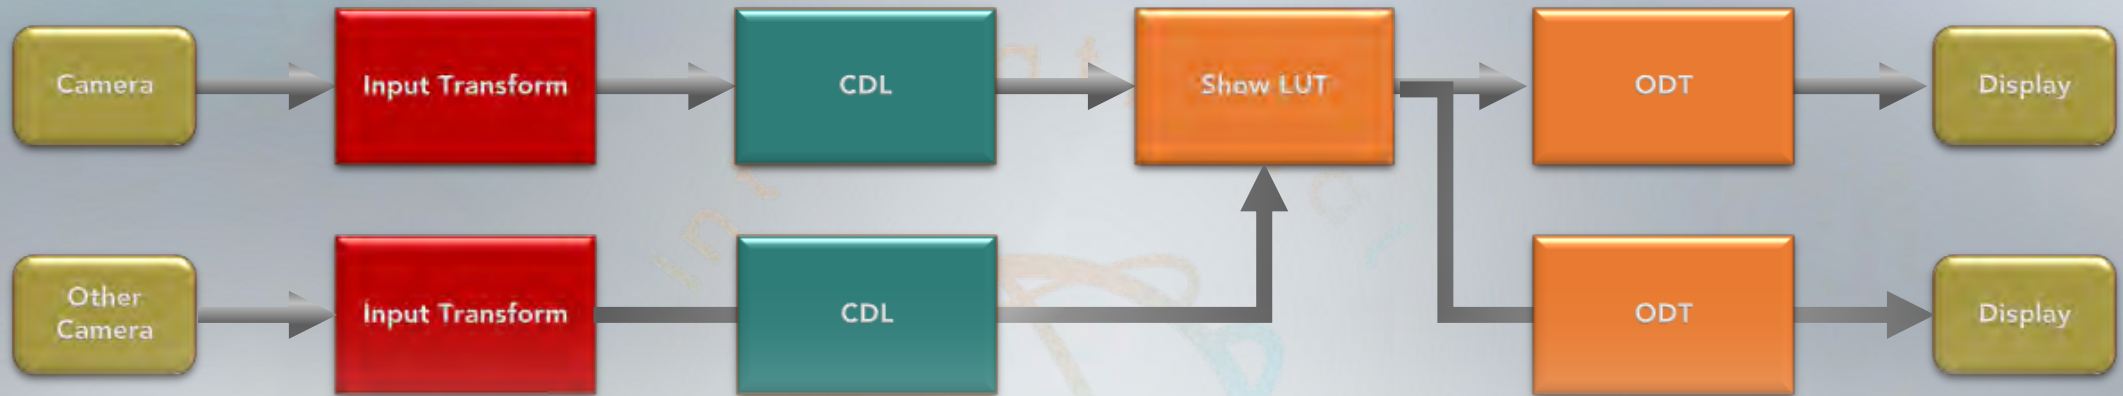 Camera
Input Transform
CDL
Show LUT
ODT
Display
Other
Camera
Input Transform
CDL
ODT
Display